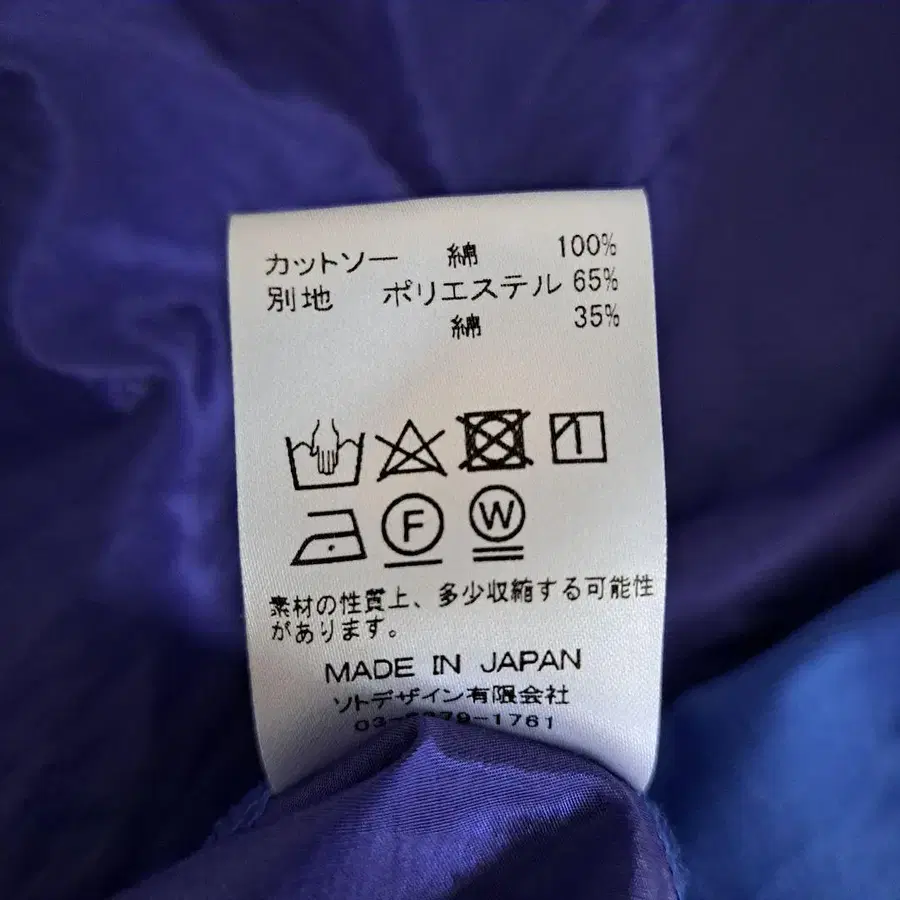 カットソー 綿 100%
別地 ポリエステル 65%
綿 35%
F W
素材の性質上、多少収縮する可能性
があります。
MADE IN JAPAN
ソトデザイン有限会社